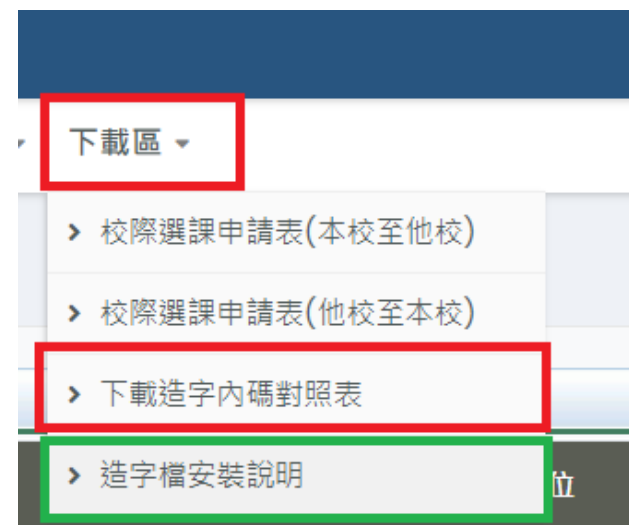 下載區
校際選課申請表(本校至他校)
校際選課申請表(他校至本校)
下載造字內碼對照表
造字檔安裝說明
位